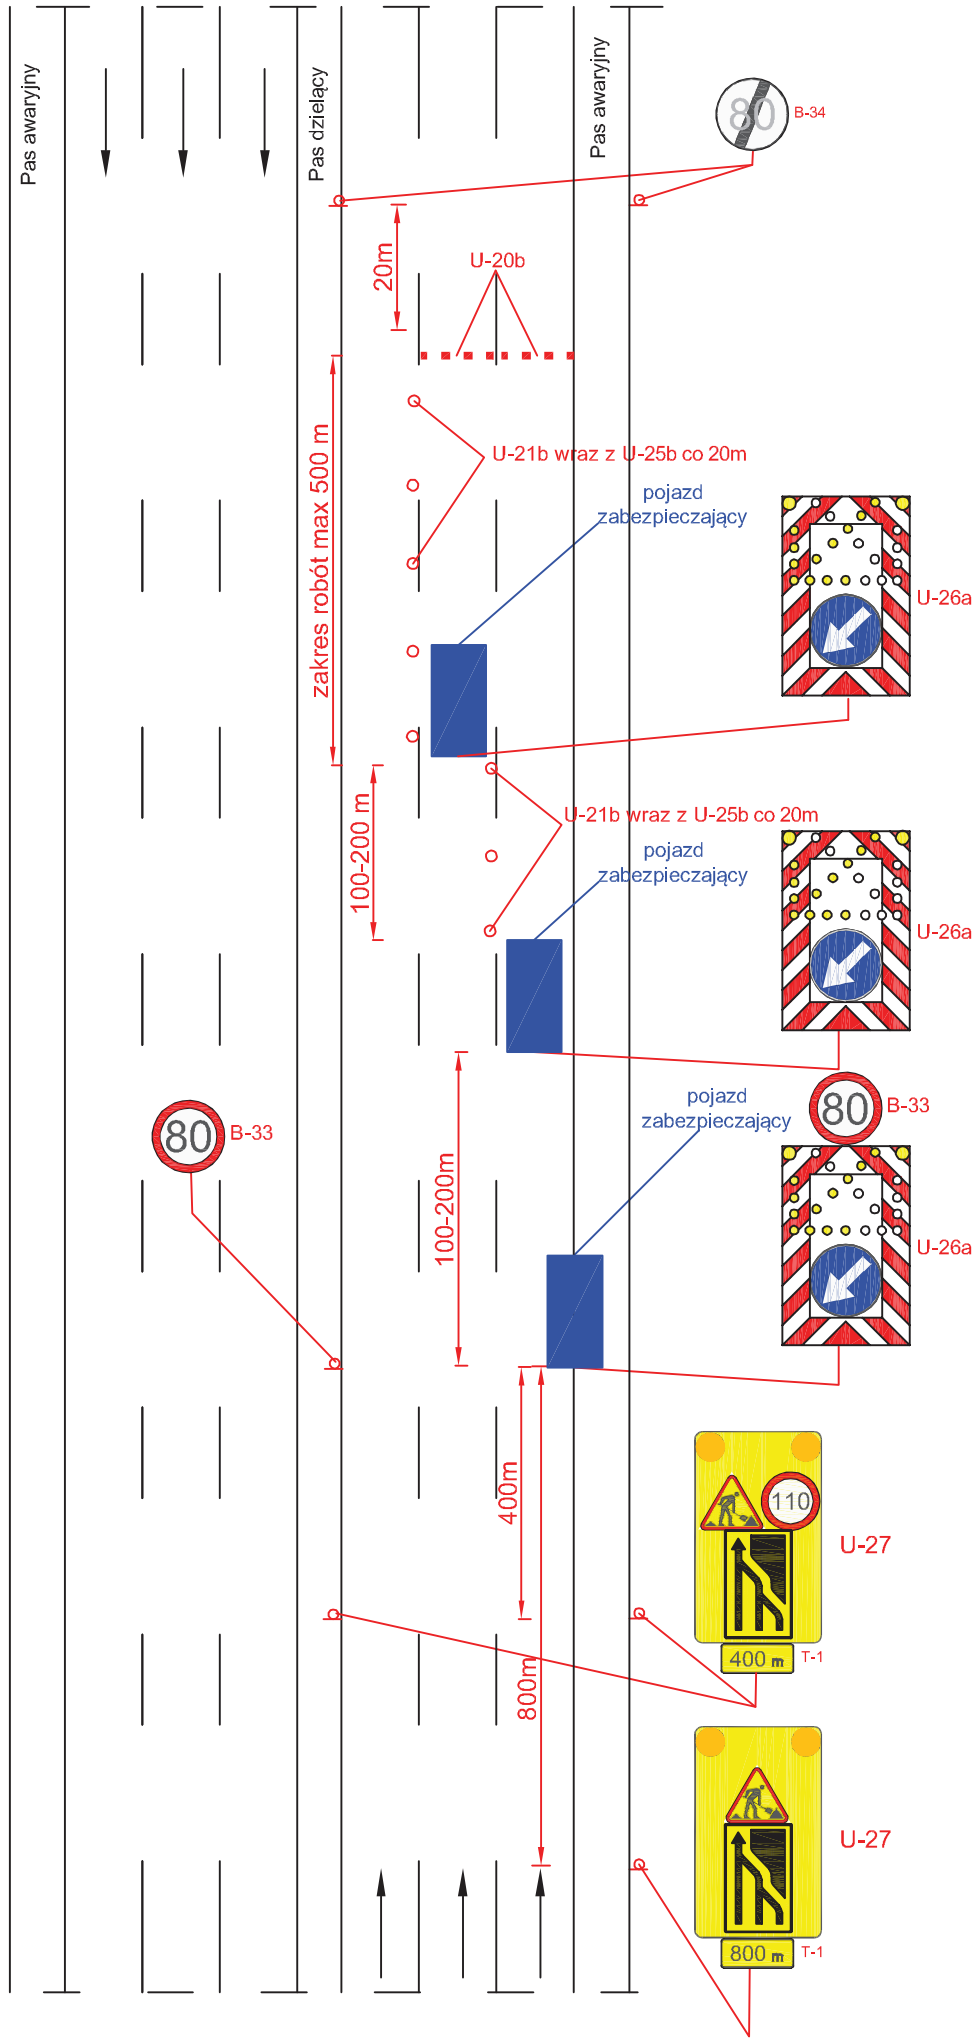 Pas awaryjny
Pas dzielący
Pas awaryjny
80
B-34
20m
U-20b
zakres robót max 500 m
U-21b wraz z U-25b co 20m
pojazd
zabezpieczający
U-26a
100-200 m
U-21b wraz z U-25b co 20m
pojazd
zabezpieczający
U-26a
80
B-33
80
B-33
pojazd
zabezpieczający
100-200m
U-26a
400m
110
U-27
400 m
T-1
800m
U-27
800 m
T-1